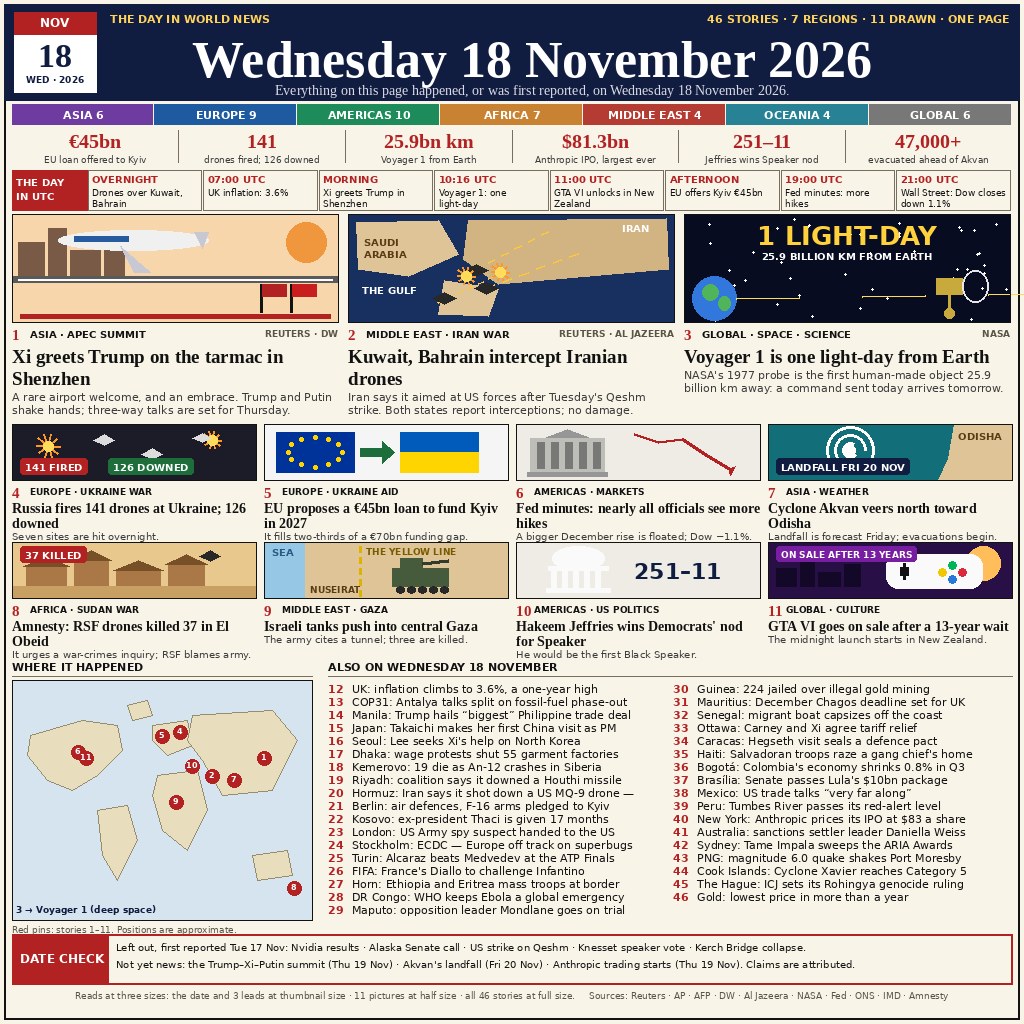 NOV
18
WED · 2026
THE DAY IN WORLD NEWS
46 STORIES · 7 REGIONS · 11 DRAWN · ONE PAGE
Wednesday 18 November 2026
Everything on this page happened, or was first reported, on Wednesday 18 November 2026.
ASIA 6
EUROPE 9
AMERICAS 10
AFRICA 7
MIDDLE EAST 4
OCEANIA 4
GLOBAL 6
€45bn
EU loan offered to Kyiv
141
drones fired; 126 downed
25.9bn km
Voyager 1 from Earth
$81.3bn
Anthropic IPO, largest ever
251–11
Jeffries wins Speaker nod
47,000+
evacuated ahead of Akvan
THE DAY
IN UTC
OVERNIGHT
Drones over Kuwait,
Bahrain
07:00 UTC
UK inflation: 3.6%
MORNING
Xi greets Trump in
Shenzhen
10:16 UTC
Voyager 1: one
light-day
11:00 UTC
GTA VI unlocks in New
Zealand
AFTERNOON
EU offers Kyiv €45bn
19:00 UTC
Fed minutes: more
hikes
21:00 UTC
Wall Street: Dow closes
down 1.1%
SAUDI
ARABIA
IRAN
THE GULF
1 LIGHT-DAY
25.9 BILLION KM FROM EARTH
1 ASIA · APEC SUMMIT
REUTERS · DW
Xi greets Trump on the tarmac in
Shenzhen
A rare airport welcome, and an embrace. Trump and Putin
shake hands; three-way talks are set for Thursday.
2 MIDDLE EAST · IRAN WAR
REUTERS · AL JAZEERA
Kuwait, Bahrain intercept Iranian
drones
Iran says it aimed at US forces after Tuesday's Qeshm
strike. Both states report interceptions; no damage.
3 GLOBAL · SPACE · SCIENCE
NASA
Voyager 1 is one light-day from Earth
NASA's 1977 probe is the first human-made object 25.9
billion km away: a command sent today arrives tomorrow.
141 FIRED
126 DOWNED
ODISHA
LANDFALL FRI 20 NOV
4 EUROPE · UKRAINE WAR
Russia fires 141 drones at Ukraine; 126
downed
Seven sites are hit overnight.
5 EUROPE · UKRAINE AID
EU proposes a €45bn loan to fund Kyiv
in 2027
It fills two-thirds of a €70bn funding gap.
6 AMERICAS · MARKETS
Fed minutes: nearly all officials see more
hikes
A bigger December rise is floated; Dow −1.1%.
7 ASIA · WEATHER
Cyclone Akvan veers north toward
Odisha
Landfall is forecast Friday; evacuations begin.
37 KILLED
SEA
THE YELLOW LINE
NUSEIRAT
251–11
ON SALE AFTER 13 YEARS
8 AFRICA · SUDAN WAR
Amnesty: RSF drones killed 37 in El
Obeid
It urges a war-crimes inquiry; RSF blames army.
9 MIDDLE EAST · GAZA
Israeli tanks push into central Gaza
The army cites a tunnel; three are killed.
10 AMERICAS · US POLITICS
Hakeem Jeffries wins Democrats' nod
for Speaker
He would be the first Black Speaker.
11 GLOBAL · CULTURE
GTA VI goes on sale after a 13-year wait
The midnight launch starts in New Zealand.
WHERE IT HAPPENED
6
11
5
4
10
2
7
1
9
8
3 → Voyager 1 (deep space)
Red pins: stories 1–11. Positions are approximate.
ALSO ON WEDNESDAY 18 NOVEMBER
12 UK: inflation climbs to 3.6%, a one-year high
13 COP31: Antalya talks split on fossil-fuel phase-out
14 Manila: Trump hails “biggest” Philippine trade deal
15 Japan: Takaichi makes her first China visit as PM
16 Seoul: Lee seeks Xi's help on North Korea
17 Dhaka: wage protests shut 55 garment factories
18 Kemerovo: 19 die as An-12 crashes in Siberia
19 Riyadh: coalition says it downed a Houthi missile
20 Hormuz: Iran says it shot down a US MQ-9 drone —
21 Berlin: air defences, F-16 arms pledged to Kyiv
22 Kosovo: ex-president Thaci is given 17 months
23 London: US Army spy suspect handed to the US
24 Stockholm: ECDC — Europe off track on superbugs
25 Turin: Alcaraz beats Medvedev at the ATP Finals
26 FIFA: France's Diallo to challenge Infantino
27 Horn: Ethiopia and Eritrea mass troops at border
28 DR Congo: WHO keeps Ebola a global emergency
29 Maputo: opposition leader Mondlane goes on trial
30 Guinea: 224 jailed over illegal gold mining
31 Mauritius: December Chagos deadline set for UK
32 Senegal: migrant boat capsizes off the coast
33 Ottawa: Carney and Xi agree tariff relief
34 Caracas: Hegseth visit seals a defence pact
35 Haiti: Salvadoran troops raze a gang chief's home
36 Bogotá: Colombia's economy shrinks 0.8% in Q3
37 Brasília: Senate passes Lula's $10bn package
38 Mexico: US trade talks “very far along”
39 Peru: Tumbes River passes its red-alert level
40 New York: Anthropic prices its IPO at $83 a share
41 Australia: sanctions settler leader Daniella Weiss
42 Sydney: Tame Impala sweeps the ARIA Awards
43 PNG: magnitude 6.0 quake shakes Port Moresby
44 Cook Islands: Cyclone Xavier reaches Category 5
45 The Hague: ICJ sets its Rohingya genocide ruling
46 Gold: lowest price in more than a year
DATE CHECK
Left out, first reported Tue 17 Nov: Nvidia results · Alaska Senate call · US strike on Qeshm · Knesset speaker vote · Kerch Bridge collapse.
Not yet news: the Trump–Xi–Putin summit (Thu 19 Nov) · Akvan's landfall (Fri 20 Nov) · Anthropic trading starts (Thu 19 Nov). Claims are attributed.
Reads at three sizes: the date and 3 leads at thumbnail size · 11 pictures at half size · all 46 stories at full size. Sources: Reuters · AP · AFP · DW · Al Jazeera · NASA · Fed · ONS · IMD · Amnesty